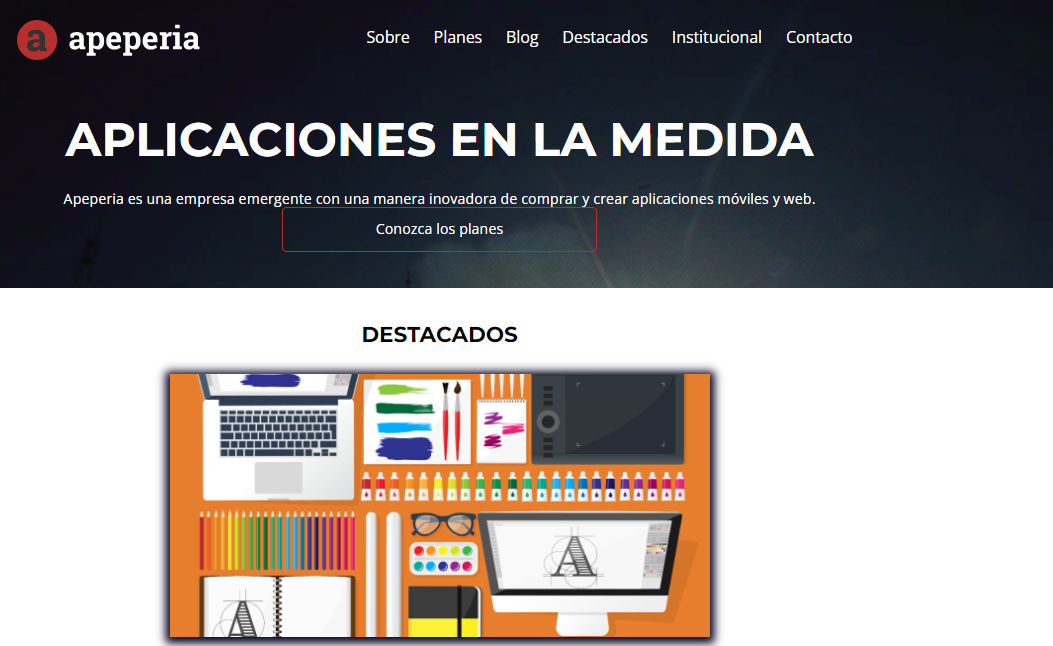 a apeperia
Sobre Planes Blog Destacados Institucional Contacto
APLICACIONES EN LA MEDIDA
Apeperia es una empresa emergente con una manera inovadora de comprar y crear aplicaciones móviles y web.
Conozca los planes
DESTACADOS
A
A